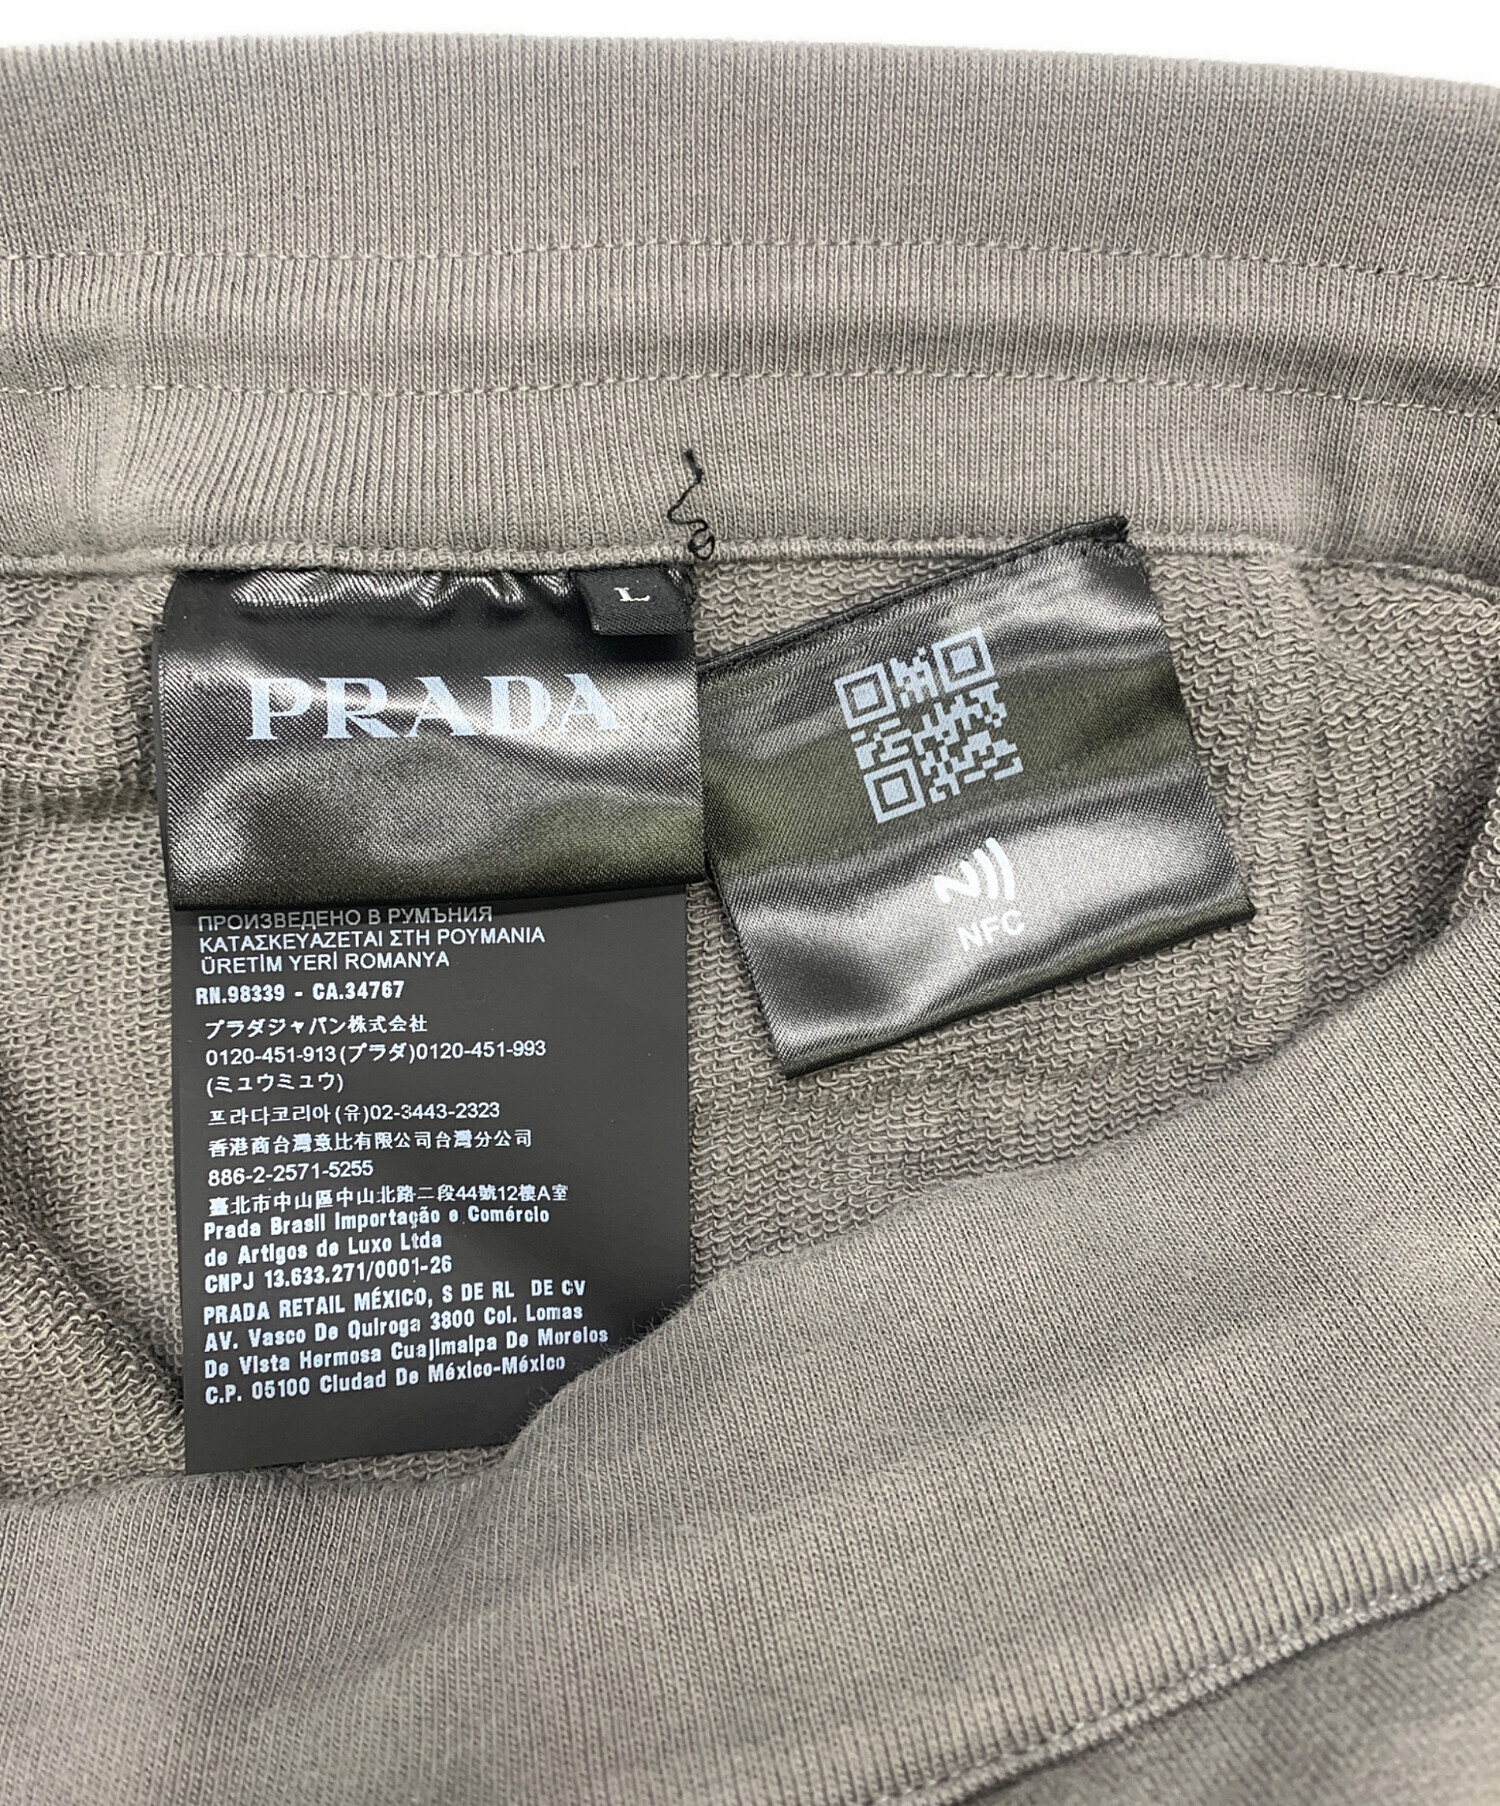 L
PRADA
NFC
ПРОИЗВЕДЕНО В РУМЪНИЯ
ΚΑΤΑΣΚΕΥΑΖΕΤΑΙ ΣΤΗ ΡΟΥΜΑΝΙΑ
ÜRETİM YERİ ROMANYA
RN.98339 - CA.34767
プラダジャパン株式会社
0120-451-913(プラダ)0120-451-993
(ミュウミュウ)
프라다코리아(유)02-3443-2323
香港商台灣意比有限公司台灣分公司
886-2-2571-5255
臺北市中山區中山北路二段44號12樓A室
Prada Brasil Importação e Comércio
de Artigos de Luxo Ltda
CNPJ 13.633.271/0001-26
PRADA RETAIL MÉXICO, S DE RL DE CV
AV. Vasco De Quiroga 3800 Col. Lomas
De Vista Hermosa Cuajimalpa De Morelos
C.P. 05100 Ciudad De México-México